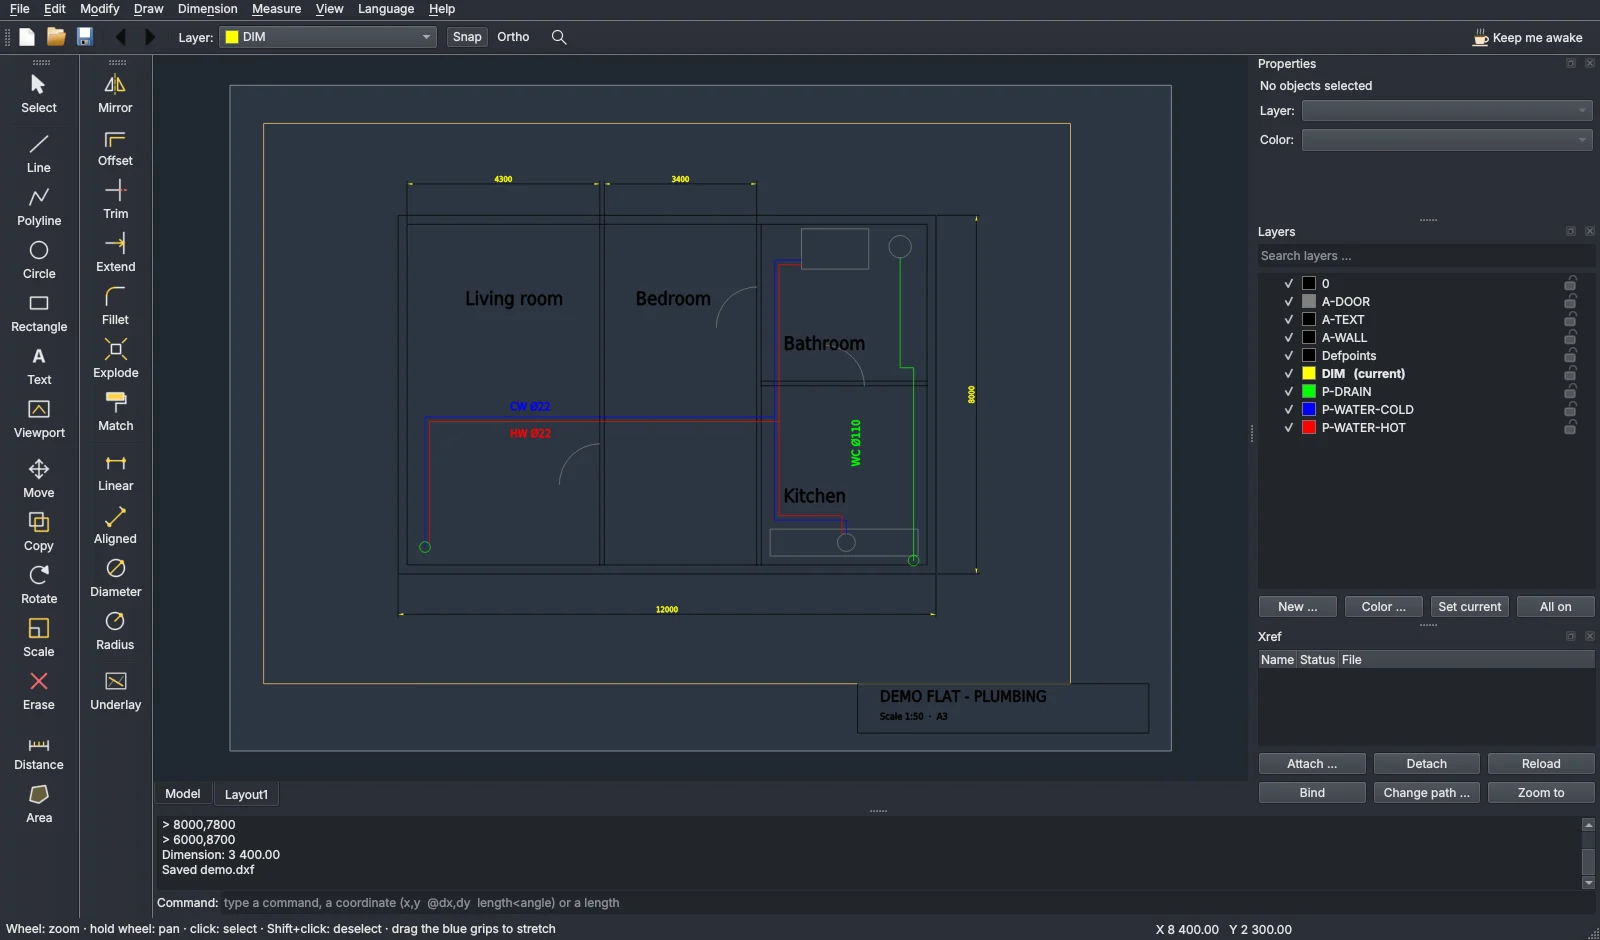 File Edit Modify Draw Dimension Measure View Language Help
Layer: DIM Snap Ortho Keep me awake
Select
Line
Polyline
Circle
Rectangle
Text
Viewport
Move
Copy
Rotate
Scale
Erase
Distance
Area
Mirror
Offset
Trim
Extend
Fillet
Explode
Match
Linear
Aligned
Diameter
Radius
Underlay
4300
3400
Living room
Bedroom
Bathroom
CW Ø22
HW Ø22
WC Ø110
8000
Kitchen
12000
DEMO FLAT - PLUMBING
Scale 1:50 · A3
Model Layout1
> 8000,7800
> 6000,8700
Dimension: 3 400.00
Saved demo.dxf
Command: type a command, a coordinate (x,y @dx,dy length<angle) or a length
Properties
No objects selected
Layer:
Color:
Layers
Search layers ...
0
A-DOOR
A-TEXT
A-WALL
Defpoints
DIM (current)
P-DRAIN
P-WATER-COLD
P-WATER-HOT
New ... Color ... Set current All on
Xref
Name Status File
Attach ... Detach Reload
Bind Change path ... Zoom to
Wheel: zoom · hold wheel: pan · click: select · Shift+click: deselect · drag the blue grips to stretch
X 8 400.00 Y 2 300.00